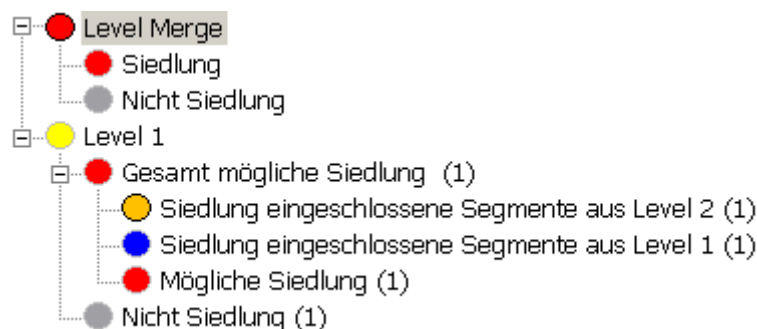 Level Merge
Siedlung
Nicht Siedlung
Level 1
Gesamt mögliche Siedlung (1)
Siedlung eingeschlossene Segmente aus Level 2 (1)
Siedlung eingeschlossene Segmente aus Level 1 (1)
Mögliche Siedlung (1)
Nicht Siedlung (1)